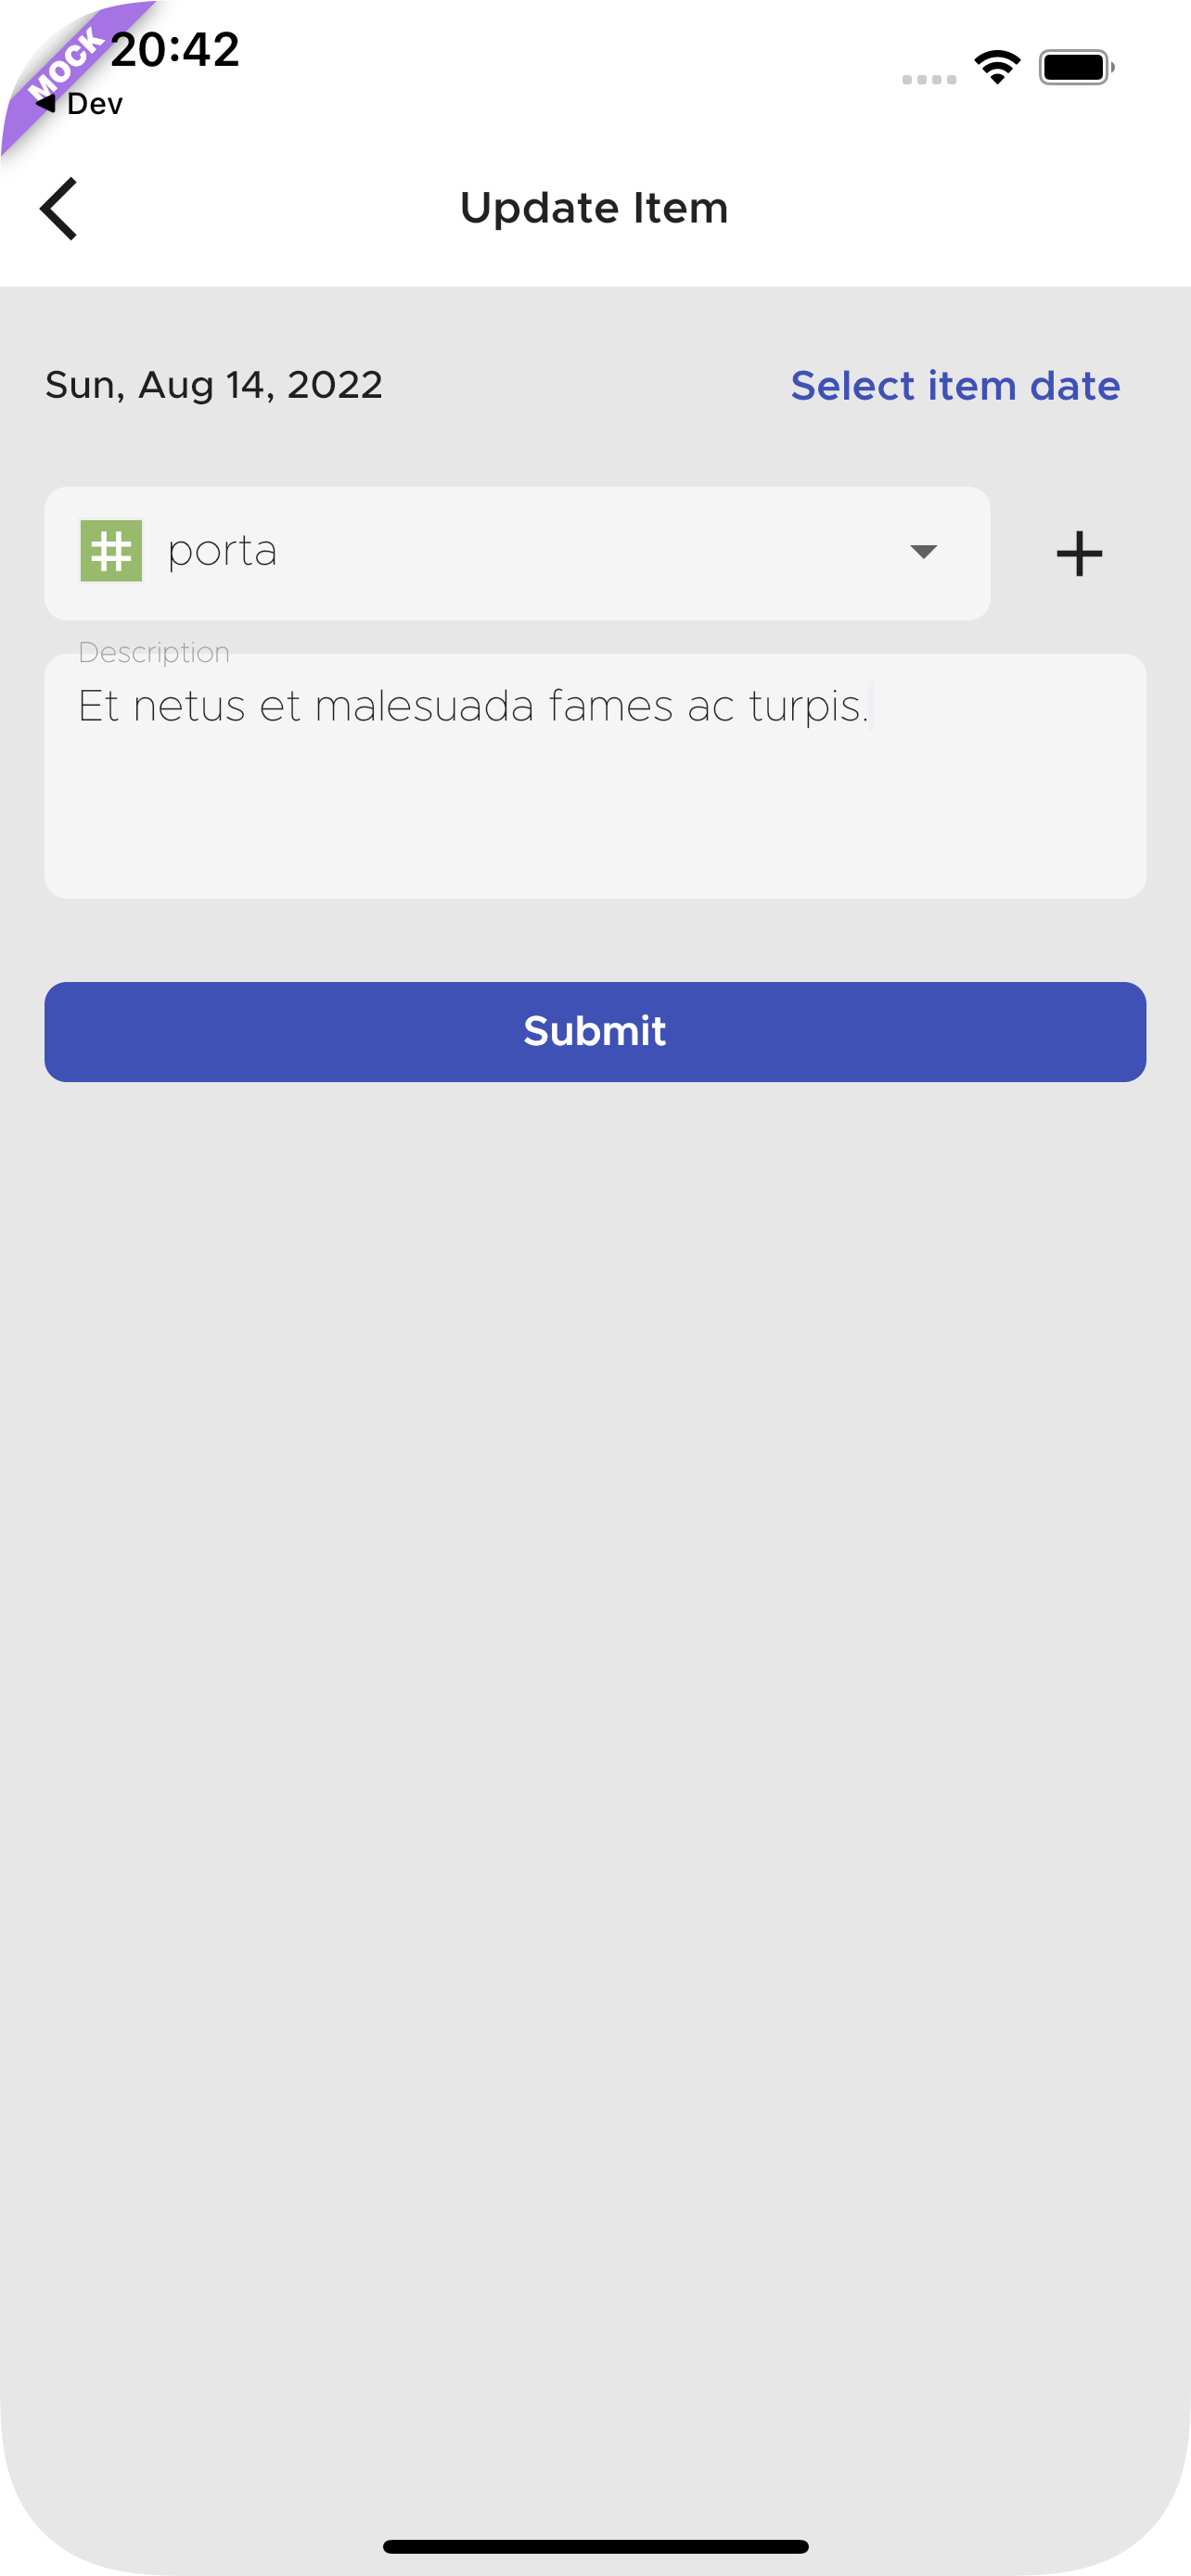 MOCK
20:42
Dev
Update Item
Sun, Aug 14, 2022
Select item date
# porta
Description
Et netus et malesuada fames ac turpis.
Submit